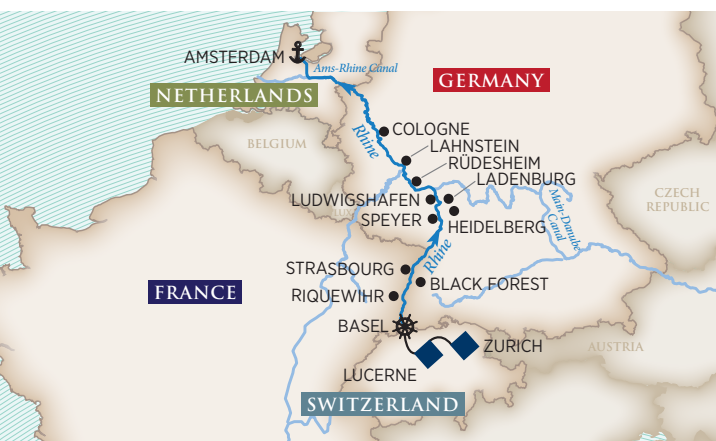 AMSTERDAM
Ams-Rhine Canal
GERMANY
NETHERLANDS
COLOGNE
Rhine
BELGIUM
LAHNSTEIN
RÜDESHEIM
LADENBURG
CZECH
REPUBLIC
LUDWIGSHAFEN
LUX
Main-Danube
Canal
SPEYER
HEIDELBERG
Rhine
STRASBOURG
BLACK FOREST
FRANCE
RIQUEWIHR
BASEL
ZURICH
AUSTRIA
LUCERNE
SWITZERLAND